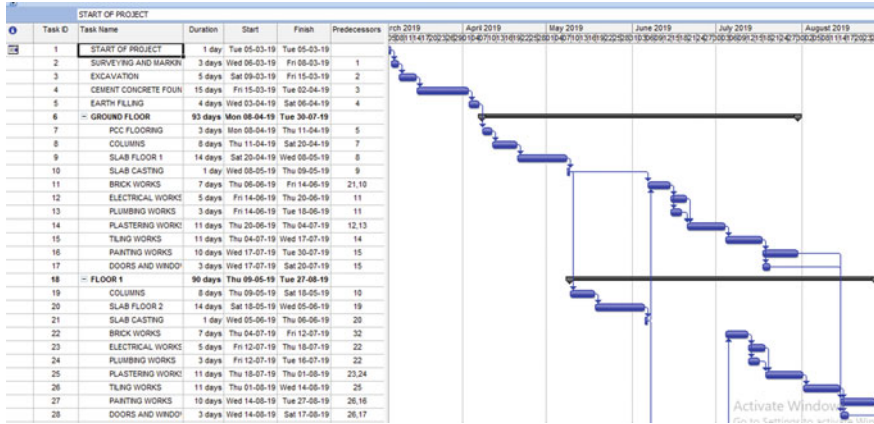 START OF PROJECT
Task ID Task Name Duration Start Finish Predecessors rch 2019 April 2019 May 2019 June 2019 July 2019 August 2019
1 START OF PROJECT 1 day Tue 05-03-19 Tue 05-03-19
2 SURVEYING AND MARKIN 3 days Wed 06-03-19 Fri 08-03-19 1
3 EXCAVATION 5 days Sat 09-03-19 Fri 15-03-19 2
4 CEMENT CONCRETE FOUN 15 days Fri 15-03-19 Tue 02-04-19 3
5 EARTH FILLING 4 days Wed 03-04-19 Sat 06-04-19 4
6 GROUND FLOOR 93 days Mon 08-04-19 Tue 30-07-19
7 PCC FLOORING 3 days Mon 08-04-19 Thu 11-04-19 5
8 COLUMNS 8 days Thu 11-04-19 Sat 20-04-19 7
9 SLAB FLOOR 1 14 days Sat 20-04-19 Wed 08-05-19 8
10 SLAB CASTING 1 day Wed 08-05-19 Thu 09-05-19 9
11 BRICK WORKS 7 days Thu 06-06-19 Fri 14-06-19 21,10
12 ELECTRICAL WORKS 5 days Fri 14-06-19 Thu 20-06-19 11
13 PLUMBING WORKS 3 days Fri 14-06-19 Tue 18-06-19 11
14 PLASTERING WORKS 11 days Thu 20-06-19 Thu 04-07-19 12,13
15 TILING WORKS 11 days Thu 04-07-19 Wed 17-07-19 14
16 PAINTING WORKS 10 days Wed 17-07-19 Tue 30-07-19 15
17 DOORS AND WINDO 3 days Wed 17-07-19 Sat 20-07-19 15
18 FLOOR 1 90 days Thu 09-05-19 Tue 27-08-19
19 COLUMNS 8 days Thu 09-05-19 Sat 18-05-19 10
20 SLAB FLOOR 2 14 days Sat 18-05-19 Wed 05-06-19 19
21 SLAB CASTING 1 day Wed 05-06-19 Thu 06-06-19 20
22 BRICK WORKS 7 days Thu 04-07-19 Fri 12-07-19 32
23 ELECTRICAL WORKS 5 days Fri 12-07-19 Thu 18-07-19 22
24 PLUMBING WORKS 3 days Fri 12-07-19 Tue 16-07-19 22
25 PLASTERING WORKS 11 days Thu 18-07-19 Thu 01-08-19 23,24
26 TILING WORKS 11 days Thu 01-08-19 Wed 14-08-19 25
27 PAINTING WORKS 10 days Wed 14-08-19 Tue 27-08-19 26,16
28 DOORS AND WINDO 3 days Wed 14-08-19 Sat 17-08-19 26,17
Activate Window
Go to Settings to activate Win